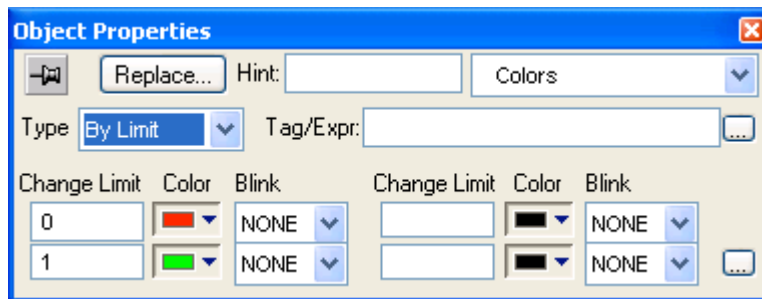 Object Properties
Replace... Hint: Colors
Type By Limit Tag/Expr: ...
Change Limit Color Blink Change Limit Color Blink
0 NONE NONE
1 NONE NONE ...